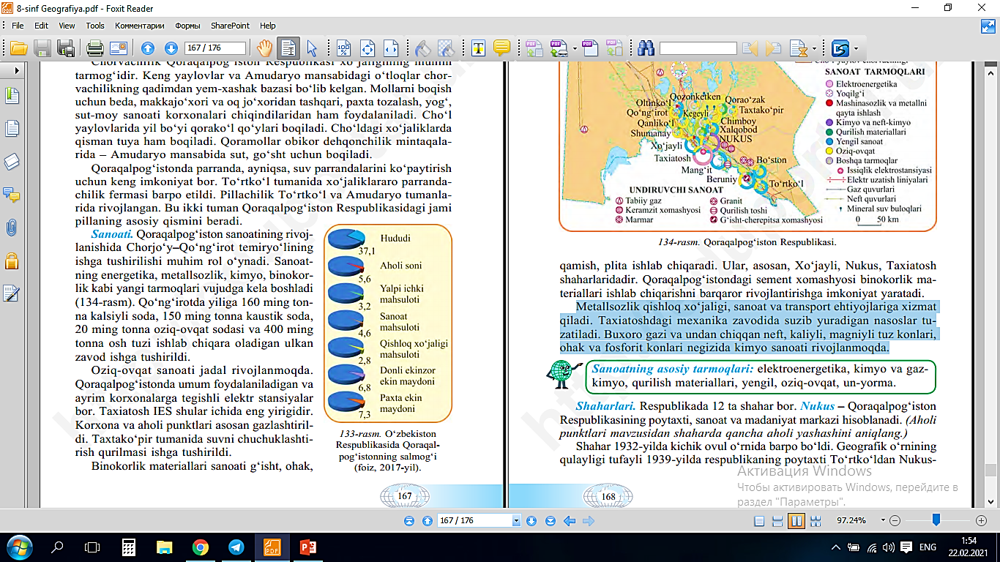 8-sinf Geografiya.pdf - Foxit Reader
File Edit View Tools Комментарии Формы SharePoint Help
167 / 176
Chorvachilik Qoraqalpog‘iston Respublikasi xo‘jaligining muhim
tarmog‘idir. Keng yaylovlar va Amudaryo mansabidagi o‘tloqlar chor-
vachilikning qadimdan yem-xashak bazasi bo‘lib kelgan. Mollarni boqish
uchun beda, makkajo‘xori va oq jo‘xoridan tashqari, paxta tozalash, yog‘,
sut-moy sanoati korxonalari chiqindilaridan ham foydalaniladi. Cho‘l
yaylovlarida yil bo‘yi qorako‘l qo‘ylari boqiladi. Cho‘ldagi xo‘jaliklarda
qisman tuya ham boqiladi. Qoramollar obikor dehqonchilik mintaqala-
rida – Amudaryo mansabida sut, go‘sht uchun boqiladi.
Qoraqalpog‘istonda parranda, ayniqsa, suv parrandalarini ko‘paytirish
uchun keng imkoniyat bor. To‘rtko‘l tumanida xo‘jaliklararo parranda-
chilik fermasi barpo etildi. Pillachilik To‘rtko‘l va Amudaryo tumanla-
rida rivojlangan. Bu ikki tuman Qoraqalpog‘iston Respublikasidagi jami
pillaning asosiy qismini beradi.
Sanoati. Qoraqalpog‘iston sanoatining rivoj-
lanishida Chorjo‘y–Qo‘ng‘irot temiryo‘lining
ishga tushirilishi muhim rol o‘ynadi. Sanoat-
ning energetika, metallsozlik, kimyo, binokor-
lik kabi yangi tarmoqlari vujudga kela boshladi
(134-rasm). Qo‘ng‘irotda yiliga 160 ming ton-
na kalsiyli soda, 150 ming tonna kaustik soda,
20 ming tonna oziq-ovqat sodasi va 400 ming
tonna osh tuzi ishlab chiqara oladigan ulkan
zavod ishga tushirildi.
Oziq-ovqat sanoati jadal rivojlanmoqda.
Qoraqalpog‘istonda umum foydalaniladigan va
ayrim korxonalarga tegishli elektr stansiyalar
bor. Taxiatosh IES shular ichida eng yirigidir.
Korxona va aholi punktlari asosan gazlashtiril-
di. Taxtako‘pir tumanida suvni chuchuklashti-
rish qurilmasi ishga tushirildi.
Binokorlik materiallari sanoati g‘isht, ohak,
Hududi
37,1
Aholi soni
5,6
Yalpi ichki
mahsuloti
3,2
Sanoat
mahsuloti
4,6
Qishloq xo‘jaligi
mahsuloti
2,8
Donli ekinzor
ekin maydoni
6,8
Paxta ekin
maydoni
7,3
133-rasm. O‘zbekiston
Respublikasida Qoraqal-
pog‘istonning salmog‘i
(foiz, 2017-yil).
167
Cho‘l-yaylov chorvachiligi.
SANOAT TARMOQLARI
Elektroenergetika
Yoqilg‘i
Mashinasozlik va metallni
qayta ishlash
Kimyo va neft-kimyo
Qurilish materiallari
Yengil sanoat
Oziq-ovqat
Boshqa tarmoqlar
Issiqlik elektrostansiyasi
Elektr uzatish liniyalari
Gaz quvurlari
Neft quvurlari
Mineral suv buloqlari
0 50 km
Qozonketken
Oltinko‘l
Qorao‘zak
Qo‘ng‘irot
Kegeyli
Taxtako‘pir
Qanliko‘l
Chimboy
Shumanay
Xalqobod
NUKUS
Xo‘jayli
Taxiatosh
Bo‘ston
Mang‘it
Beruniy
To‘rtko‘l
UNDIRUVCHI SANOAT
Tabiiy gaz
Keramzit xomashyosi
Marmar
Granit
Qurilish toshi
G‘isht-cherepitsa xomashyosi
134-rasm. Qoraqalpog‘iston Respublikasi.
qamish, plita ishlab chiqaradi. Ular, asosan, Xo‘jayli, Nukus, Taxiatosh
shaharlaridadir. Qoraqalpog‘istondagi sement xomashyosi binokorlik ma-
teriallari ishlab chiqarishni barqaror rivojlantirishga imkoniyat yaratadi.
Metallsozlik qishloq xo‘jaligi, sanoat va transport ehtiyojlariga xizmat
qiladi. Taxiatoshdagi mexanika zavodida suzib yuradigan nasoslar tu-
zatiladi. Buxoro gazi va undan chiqqan neft, kaliyli, magniyli tuz konlari,
ohak va fosforit konlari negizida kimyo sanoati rivojlanmoqda.
Sanoatning asosiy tarmoqlari: elektroenergetika, kimyo va gaz-
kimyo, qurilish materiallari, yengil, oziq-ovqat, un-yorma.
Shaharlari. Respublikada 12 ta shahar bor. Nukus – Qoraqalpog‘iston
Respublikasining poytaxti, sanoat va madaniyat markazi hisoblanadi. (Aholi
punktlari mavzusidan shaharda qancha aholi yashashini aniqlang.)
Shahar 1932-yilda kichik ovul o‘rnida barpo bo‘ldi. Geografik o‘rnining
qulayligi tufayli 1939-yilda respublikaning poytaxti To‘rtko‘ldan Nukus-
168
Активация Windows
Чтобы активировать Windows, перейдите в
раздел "Параметры".
167 / 176
97.24%
ENG
1:54
22.02.2021